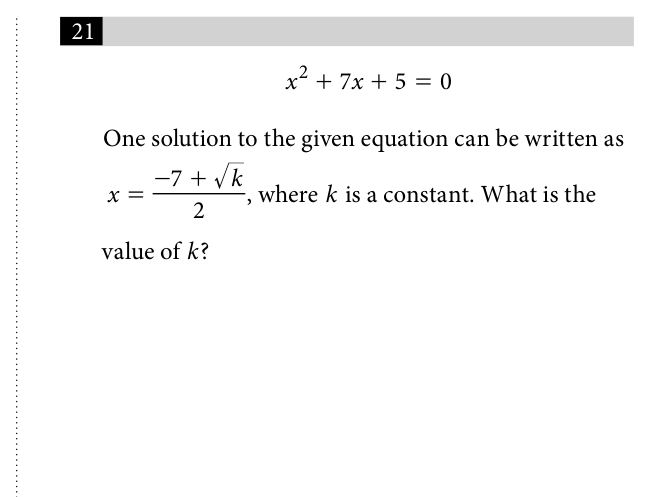 21
x² + 7x + 5 = 0
One solution to the given equation can be written as
x = (−7 + √k)/2, where k is a constant. What is the
value of k?